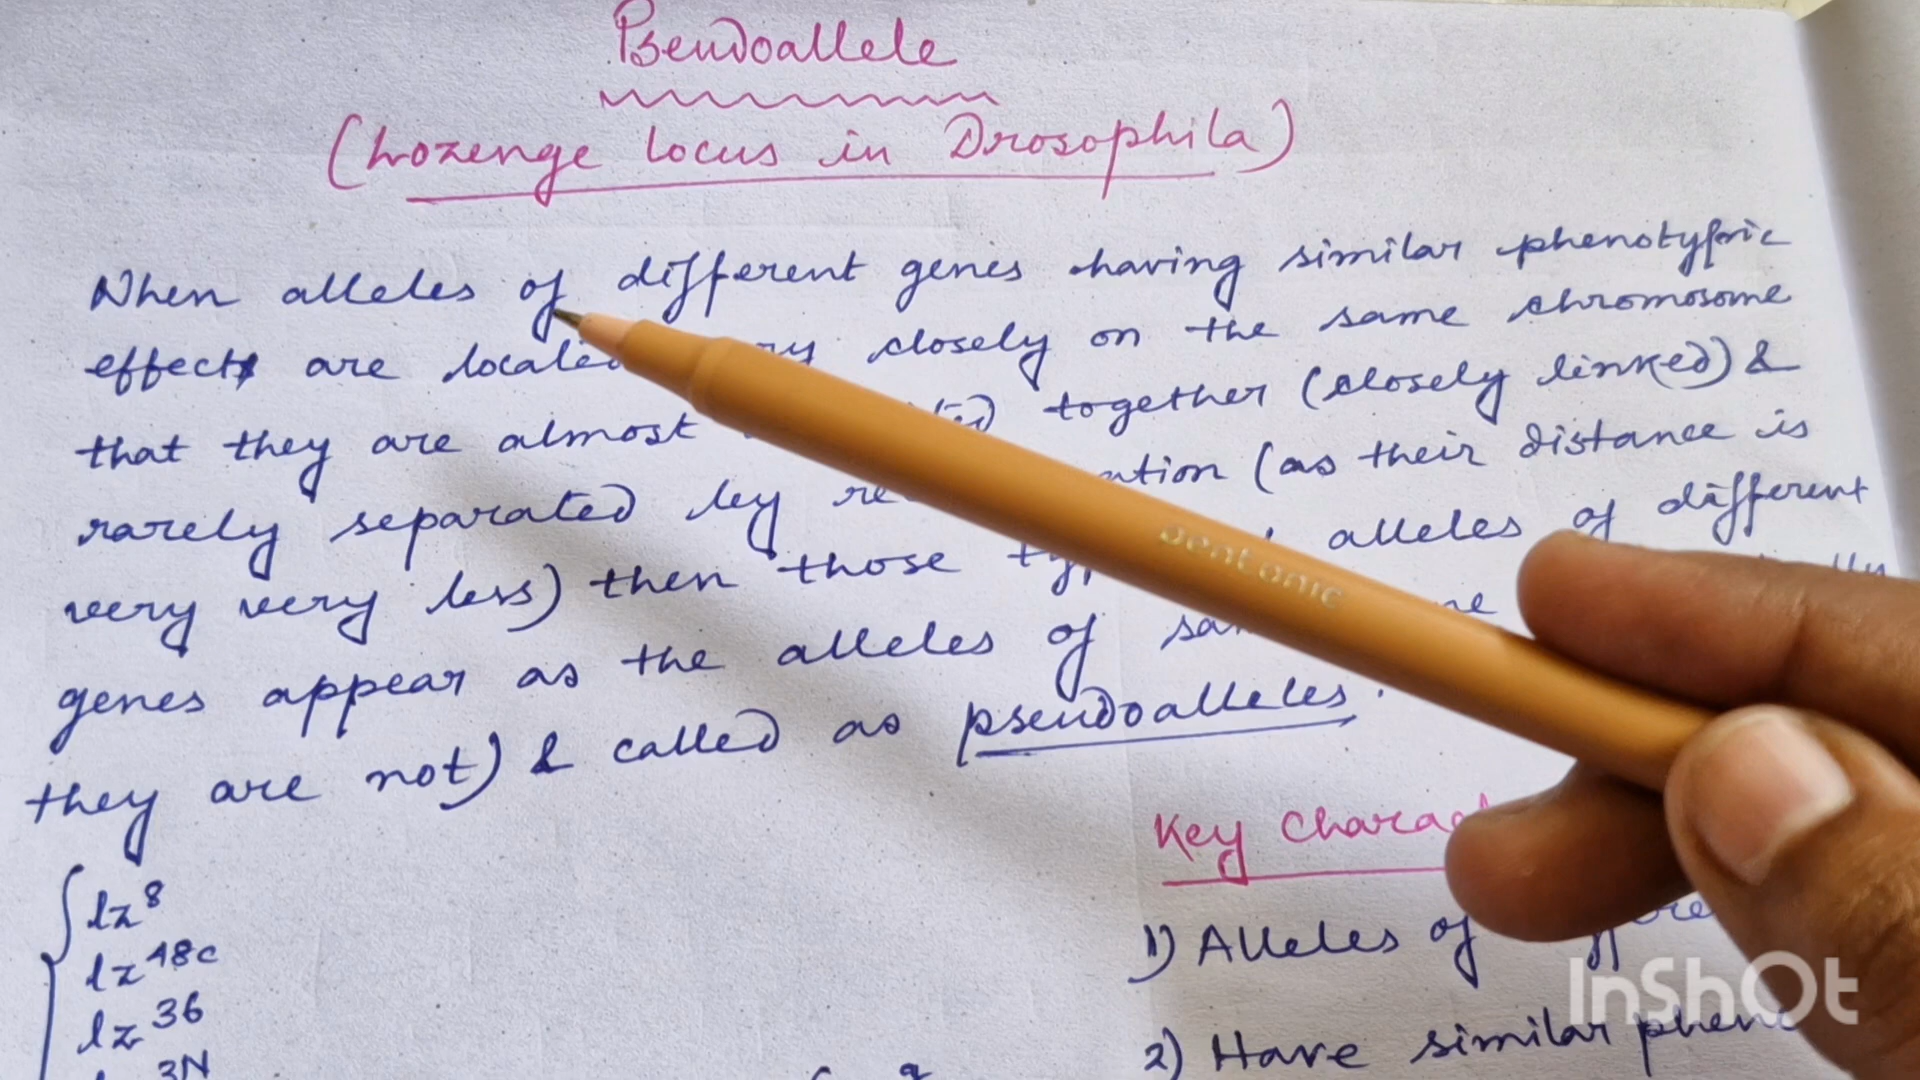 Pseudoallele
(Lozenge locus in Drosophila)
When alleles of different genes having similar phenotypic
effects are closely on the same chromosome
that they are almost together (closely linked) &
rarely separated by (as their distance is
very very less) then those alleles of different
genes appear as the alleles of
they are not) & called as pseudoalleles.
Key
lz8
lz48c
lz36
3N
1) Alleles of
2) Have similar
Dentonic
InShOt